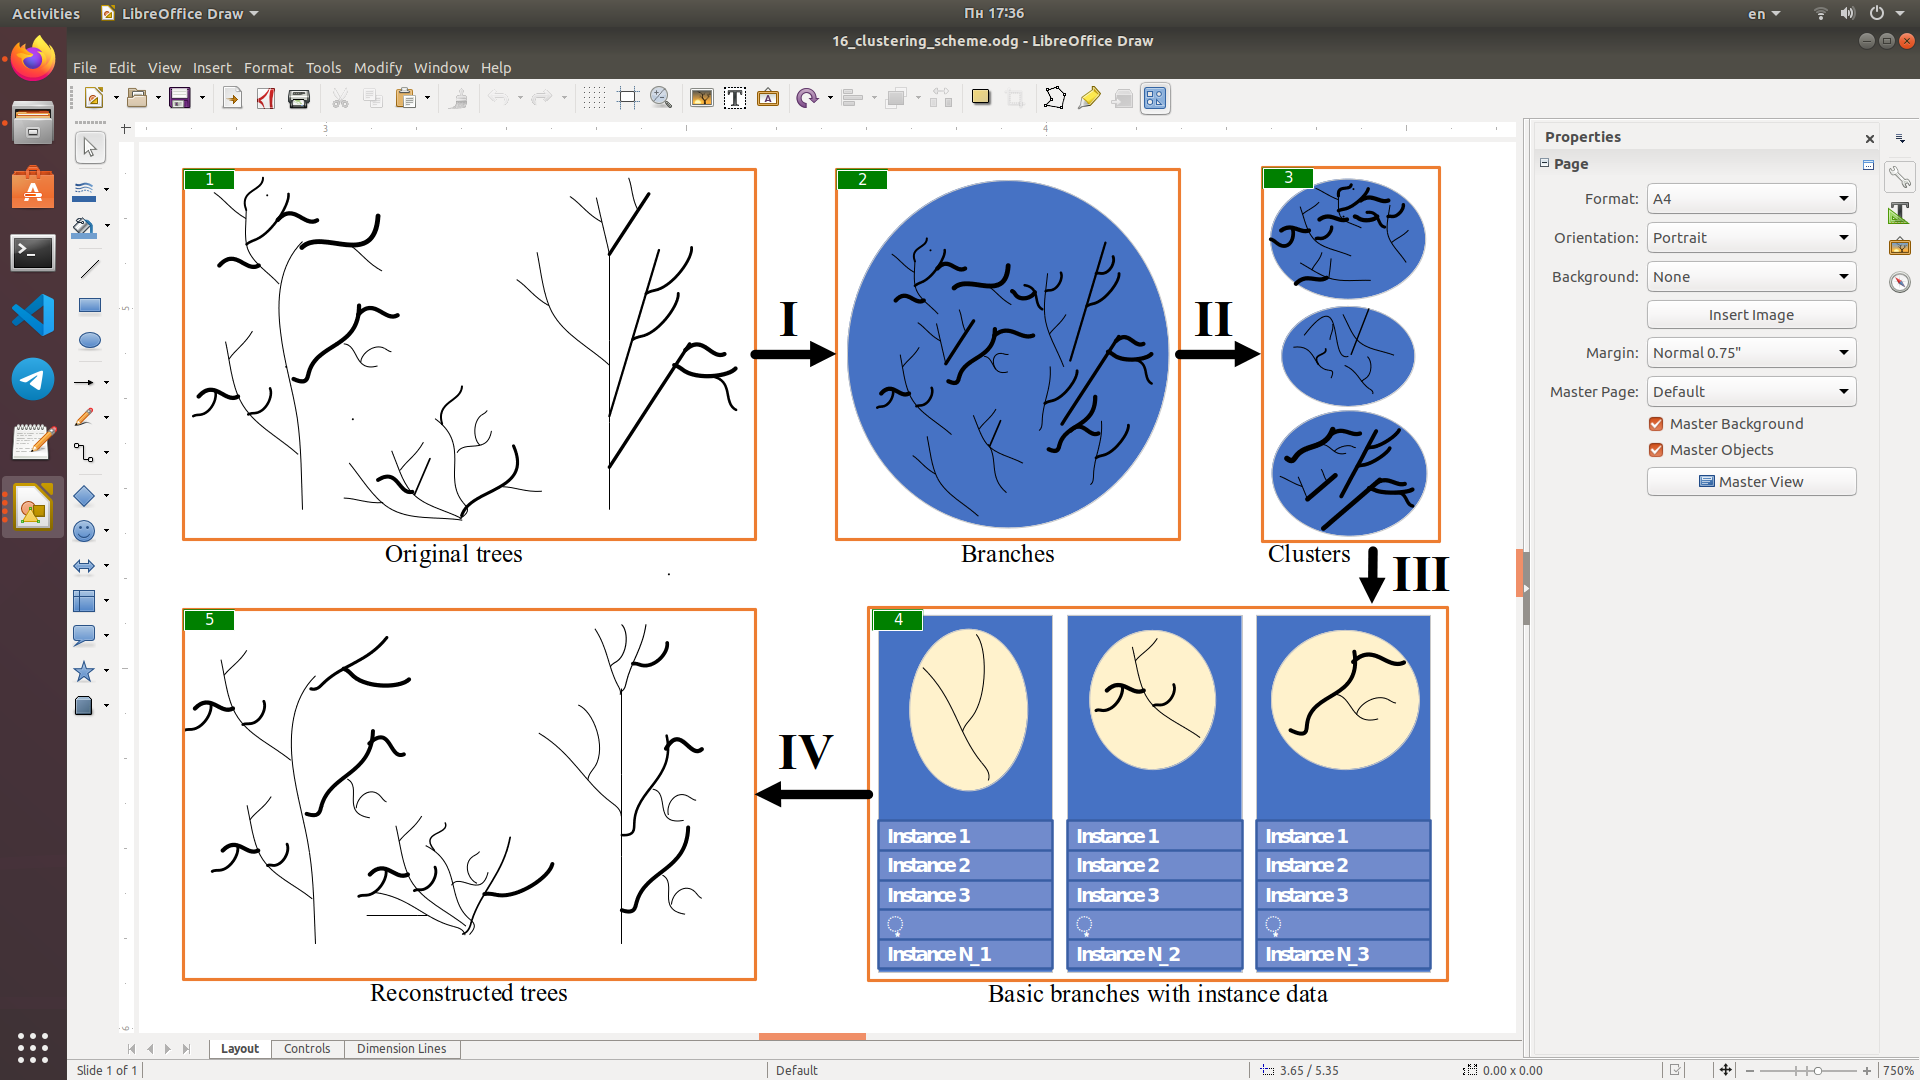 Activities LibreOffice Draw Пн 17:36 en
16_clustering_scheme.odg - LibreOffice Draw
File Edit View Insert Format Tools Modify Window Help
3 4
5
6
1
2
3
I
II
Original trees
Branches
Clusters
III
5
4
IV
Instance 1 Instance 1 Instance 1
Instance 2 Instance 2 Instance 2
Instance 3 Instance 3 Instance 3
Instance N_1 Instance N_2 Instance N_3
Reconstructed trees
Basic branches with instance data
Properties
Page
Format: A4
Orientation: Portrait
Background: None
Insert Image
Margin: Normal 0.75"
Master Page: Default
Master Background
Master Objects
Master View
Layout Controls Dimension Lines
Slide 1 of 1 Default 3.65 / 5.35 0.00 x 0.00 750%